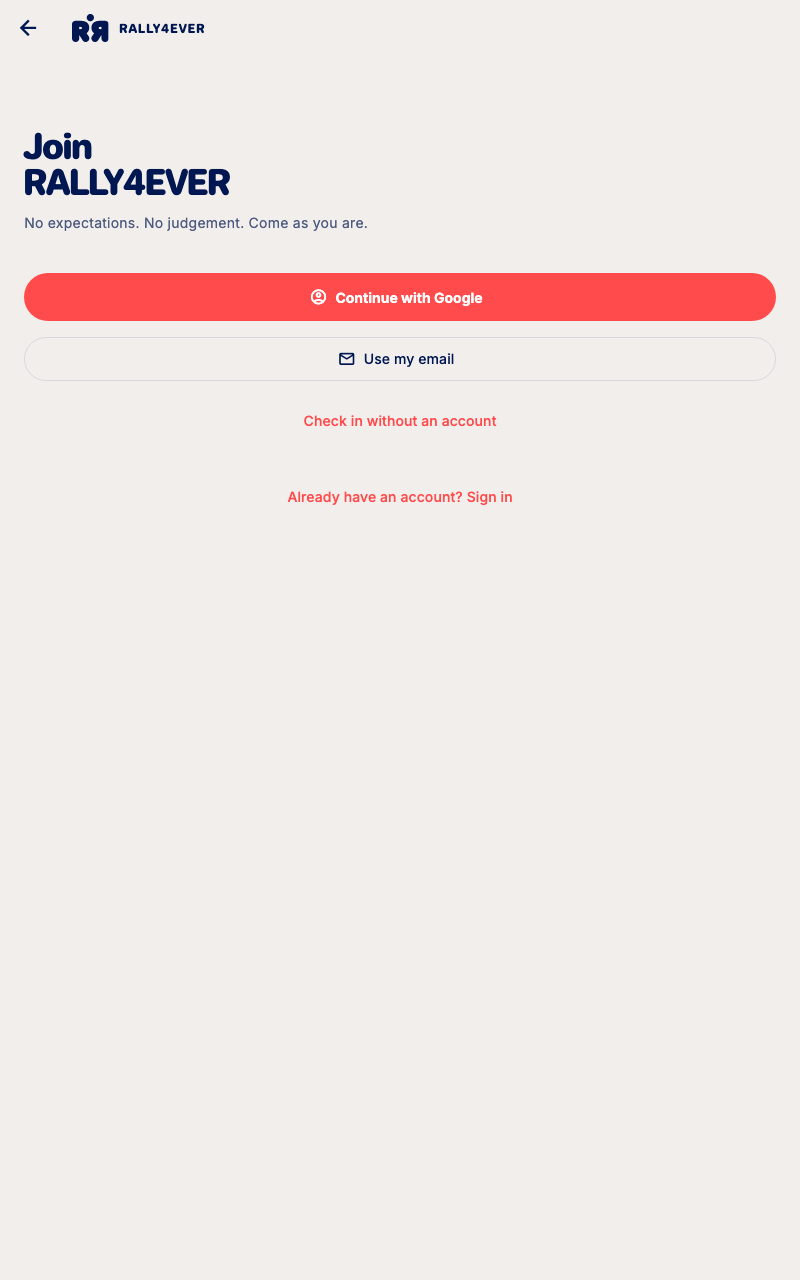 RALLY4EVER
Join
RALLY4EVER
No expectations. No judgement. Come as you are.
Continue with Google
Use my email
Check in without an account
Already have an account? Sign in